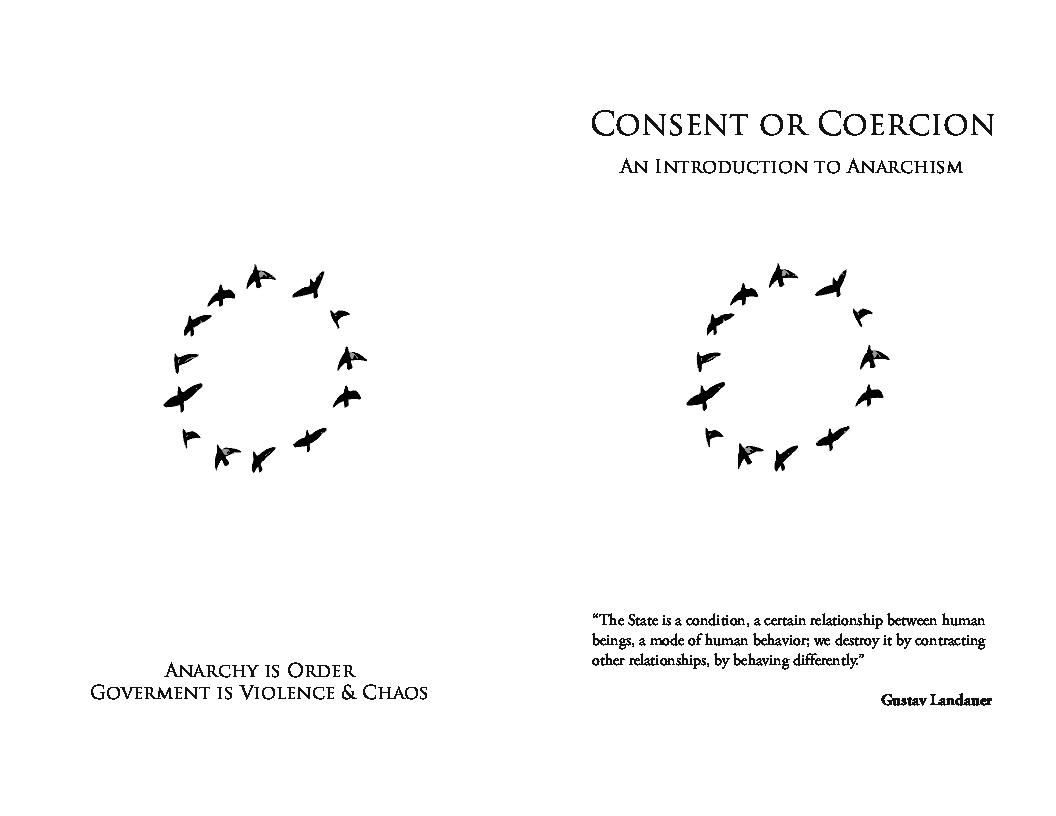 Consent or Coercion
An Introduction to Anarchism
“The State is a condition, a certain relationship between human
beings, a mode of human behavior; we destroy it by contracting
other relationships, by behaving differently.”
Gustav Landauer
Anarchy is Order
Goverment is Violence & Chaos